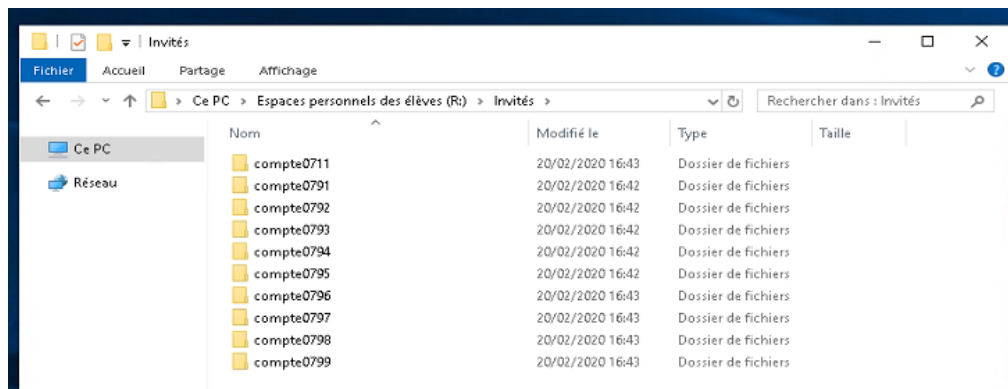 Invités
Fichier Accueil Partage Affichage
Ce PC > Espaces personnels des élèves (R:) > Invités > Rechercher dans : Invités
Nom Modifié le Type Taille
Ce PC
Réseau
compte0711 20/02/2020 16:43 Dossier de fichiers
compte0791 20/02/2020 16:42 Dossier de fichiers
compte0792 20/02/2020 16:42 Dossier de fichiers
compte0793 20/02/2020 16:42 Dossier de fichiers
compte0794 20/02/2020 16:42 Dossier de fichiers
compte0795 20/02/2020 16:42 Dossier de fichiers
compte0796 20/02/2020 16:43 Dossier de fichiers
compte0797 20/02/2020 16:43 Dossier de fichiers
compte0798 20/02/2020 16:43 Dossier de fichiers
compte0799 20/02/2020 16:43 Dossier de fichiers